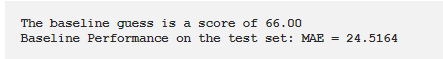 The baseline guess is a score of 66.00
Baseline Performance on the test set: MAE = 24.5164